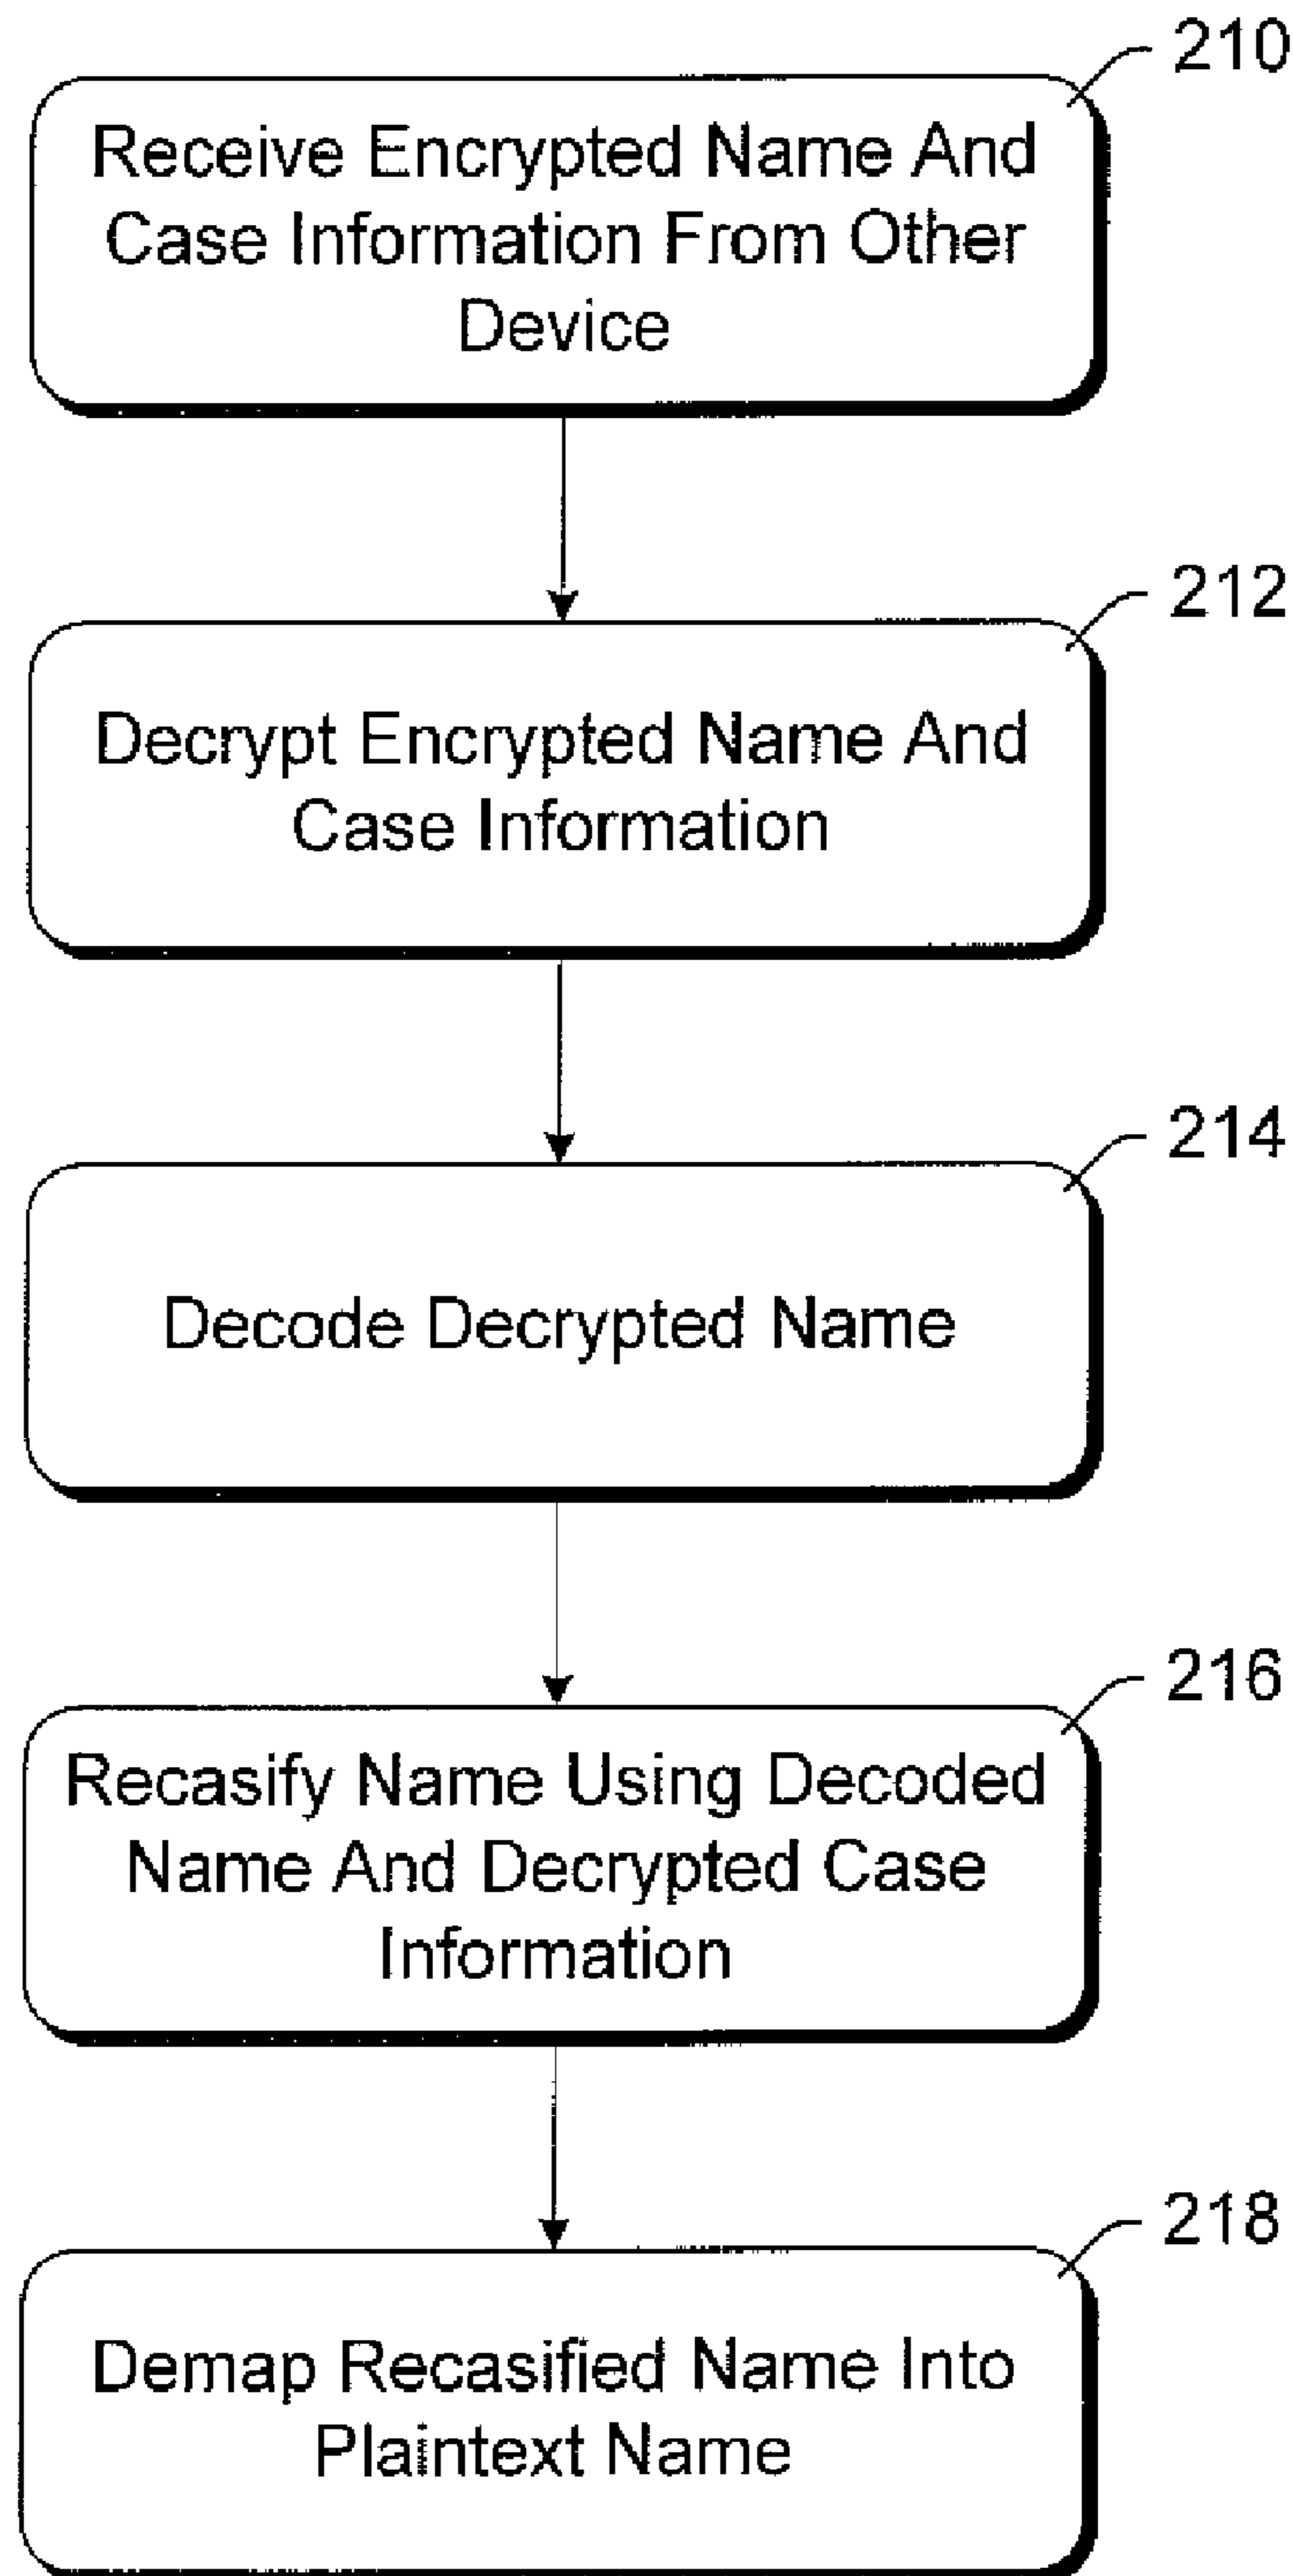 210
Receive Encrypted Name And
Case Information From Other
Device
212
Decrypt Encrypted Name And
Case Information
214
Decode Decrypted Name
216
Recasify Name Using Decoded
Name And Decrypted Case
Information
218
Demap Recasified Name Into
Plaintext Name